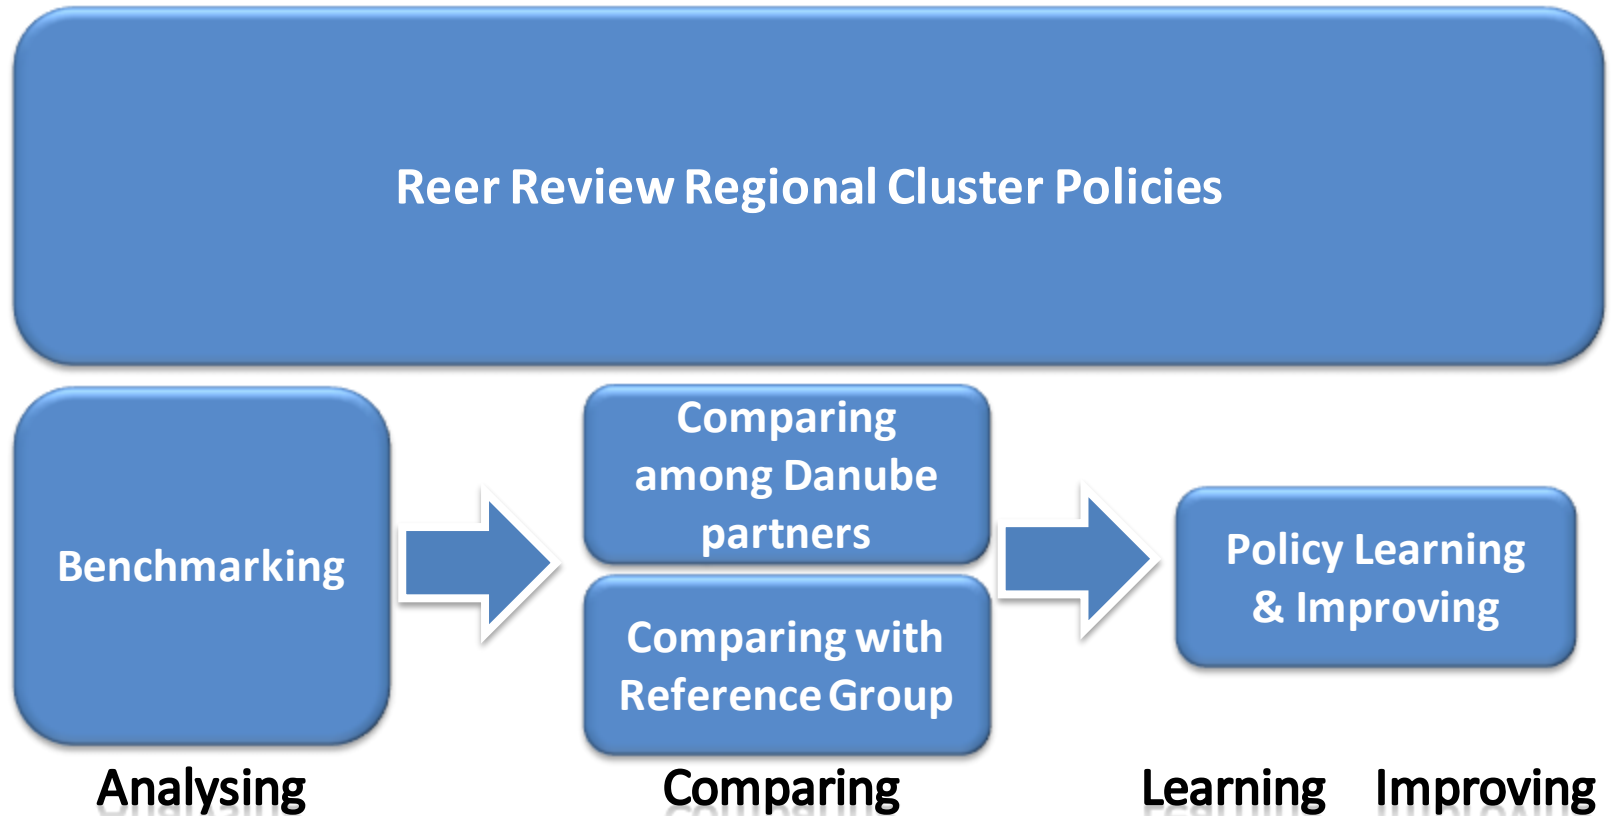 Reer Review Regional Cluster Policies
Benchmarking
Comparing
among Danube
partners
Comparing with
Reference Group
Policy Learning
& Improving
Analysing
Comparing
Learning
Improving